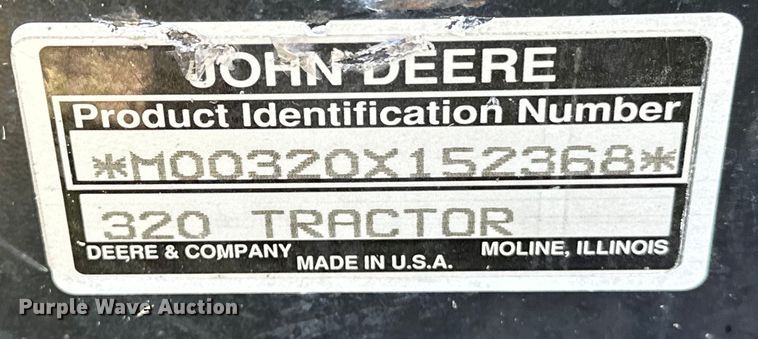 JOHN DEERE
Product Identification Number
*M00320X152368*
320 TRACTOR
DEERE & COMPANY MOLINE, ILLINOIS
MADE IN U.S.A.
Purple Wave Auction